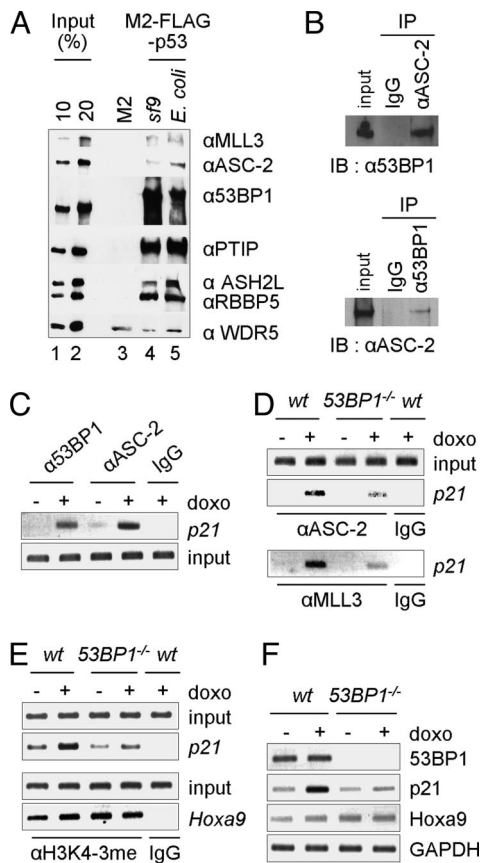 A
Input
(%)
M2-FLAG
-p53
10
20
M2
sf9
E. coli
αMLL3
αASC-2
α53BP1
αPTIP
α ASH2L
αRBBP5
α WDR5
1 2 3 4 5
B
IP
input
IgG
αASC-2
IB : α53BP1
IP
input
IgG
α53BP1
IB : αASC-2
C
α53BP1
αASC-2
IgG
- + - + + doxo
p21
input
D
wt 53BP1-/- wt
- + - + + doxo
input
p21
αASC-2 IgG
p21
αMLL3 IgG
E
wt 53BP1-/- wt
- + - + + doxo
input
p21
input
Hoxa9
αH3K4-3me IgG
F
wt 53BP1-/-
- + - + doxo
53BP1
p21
Hoxa9
GAPDH